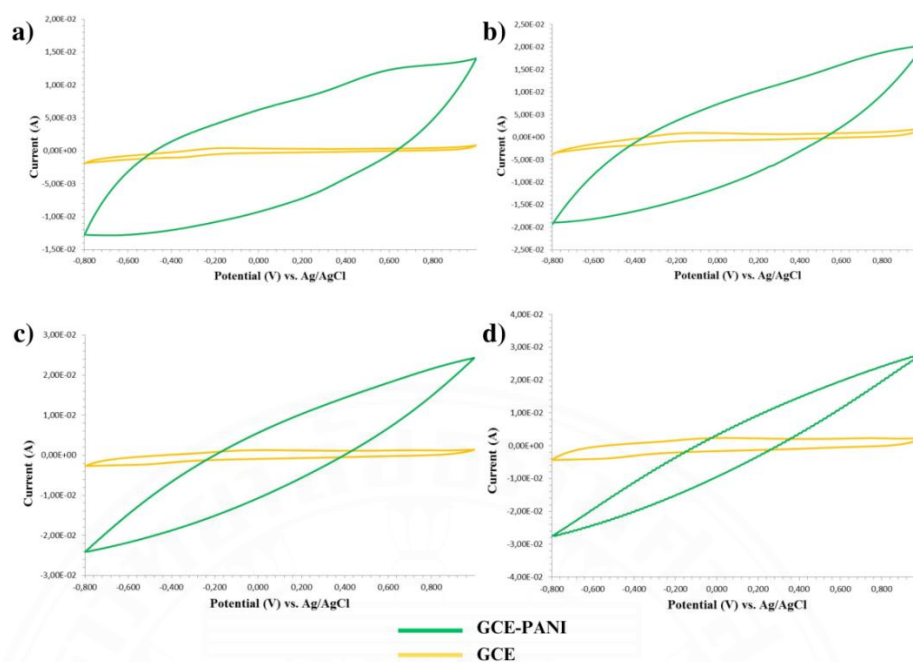 a)
2,00E-02
1,50E-02
1,00E-02
5,00E-03
0,00E+00
-5,00E-03
-1,00E-02
-1,50E-02
Current (A)
-0,800 -0,600 -0,400 -0,200 0,000 0,200 0,400 0,600 0,800
Potential (V) vs. Ag/AgCl
b)
2,50E-02
2,00E-02
1,50E-02
1,00E-02
5,00E-03
0,00E+00
-5,00E-03
-1,00E-02
-1,50E-02
-2,00E-02
-2,50E-02
Current (A)
-0,800 -0,600 -0,400 -0,200 0,000 0,200 0,400 0,600 0,800
Potential (V) vs. Ag/AgCl
c)
3,00E-02
2,00E-02
1,00E-02
0,00E+00
-1,00E-02
-2,00E-02
-3,00E-02
Current (A)
-0,800 -0,600 -0,400 -0,200 0,000 0,200 0,400 0,600 0,800
Potential (V) vs. Ag/AgCl
d)
4,00E-02
3,00E-02
2,00E-02
1,00E-02
0,00E+00
-1,00E-02
-2,00E-02
-3,00E-02
-4,00E-02
Current (A)
-0,800 -0,600 -0,400 -0,200 0,000 0,200 0,400 0,600 0,800
Potential (V) vs. Ag/AgCl
GCE-PANI
GCE